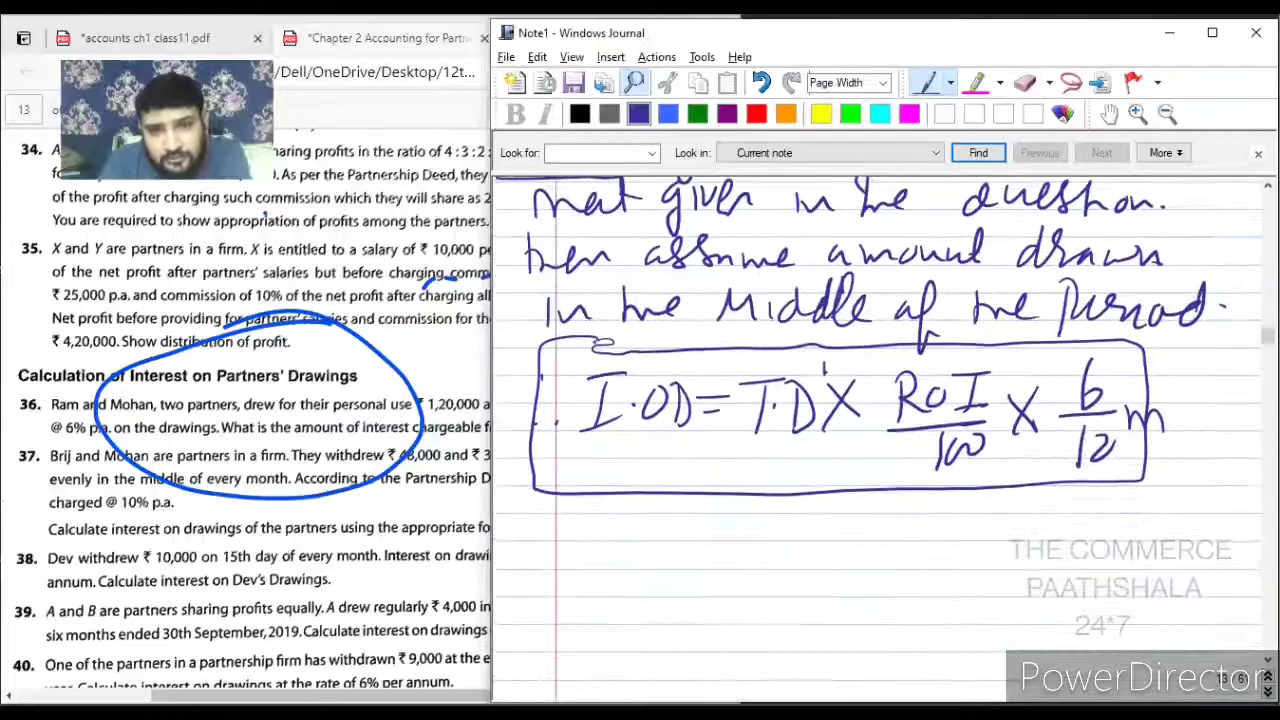 *accounts ch1 class11.pdf
*Chapter 2 Accounting for Partn
/Dell/OneDrive/Desktop/12t...
13
34.
haring profits in the ratio of 4 : 3 : 2 :
As per the Partnership Deed, they
of the profit after charging such commission which they will share as 2
You are required to show appropriation of profits among the partners.
35. X and Y are partners in a firm. X is entitled to a salary of ₹ 10,000 pe
of the net profit after partners' salaries but before charging comm
₹ 25,000 p.a. and commission of 10% of the net profit after charging all
Net profit before providing for partners' salaries and commission for th
₹ 4,20,000. Show distribution of profit.
Calculation of Interest on Partners' Drawings
36. Ram and Mohan, two partners, drew for their personal use ₹ 1,20,000 a
@ 6% p.a. on the drawings. What is the amount of interest chargeable f
37. Brij and Mohan are partners in a firm. They withdrew ₹ 48,000 and ₹ 3
evenly in the middle of every month. According to the Partnership D
charged @ 10% p.a.
Calculate interest on drawings of the partners using the appropriate fo
38. Dev withdrew ₹ 10,000 on 15th day of every month. Interest on drawi
annum. Calculate interest on Dev's Drawings.
39. A and B are partners sharing profits equally. A drew regularly ₹ 4,000 in
six months ended 30th September, 2019. Calculate interest on drawings
40. One of the partners in a partnership firm has withdrawn ₹ 9,000 at the e
year. Calculate interest on drawings at the rate of 6% per annum.
Note1 - Windows Journal
File Edit View Insert Actions Tools Help
Page Width
B I
Look for: Look in: Current note Find Previous Next More
given in the question.
then assume amount drawn
in the Middle of the Period.
I.OD = T.D X RoI/100 X 6/12 m
THE COMMERCE
PAATHSHALA
24*7
PowerDirector